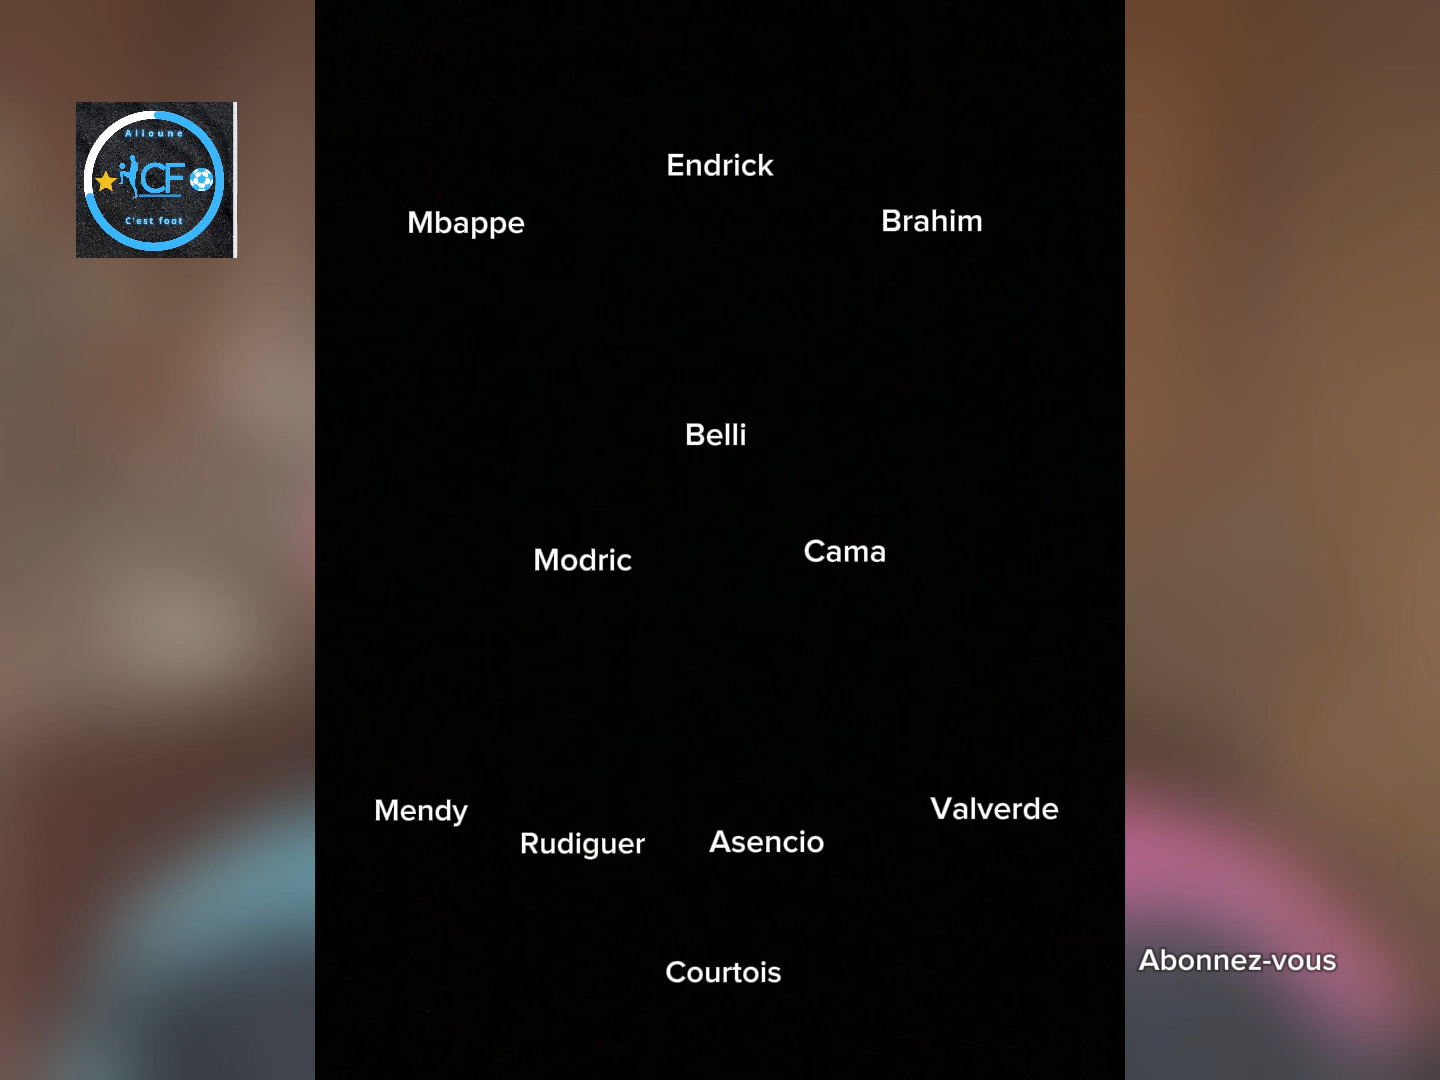 Alioune
CF
C'est foot
Endrick
Mbappe
Brahim
Belli
Modric
Cama
Mendy
Valverde
Rudiguer
Asencio
Courtois
Abonnez-vous